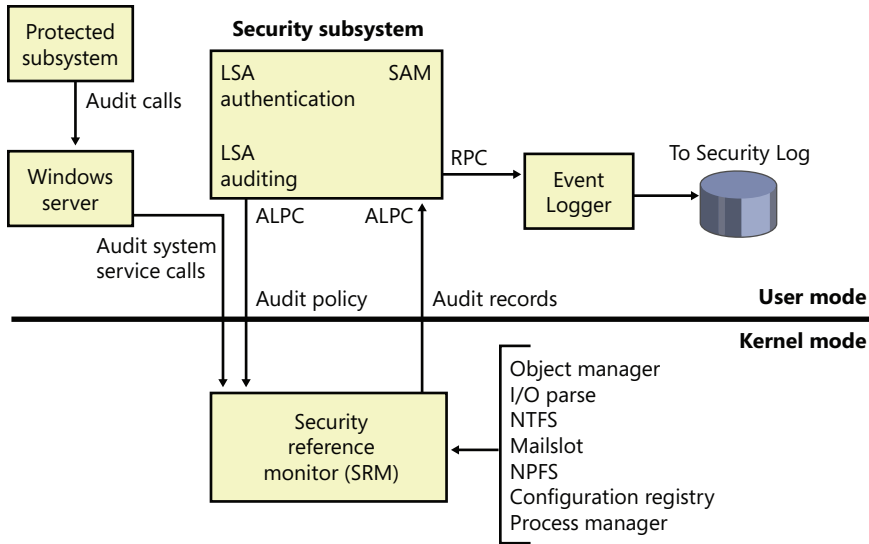 Protected
subsystem
Audit calls
Windows
server
Audit system
service calls
Security subsystem
LSA
authentication
SAM
LSA
auditing
RPC
Event
Logger
To Security Log
ALPC
ALPC
Audit policy
Audit records
User mode
Kernel mode
Security
reference
monitor (SRM)
Object manager
I/O parse
NTFS
Mailslot
NPFS
Configuration registry
Process manager